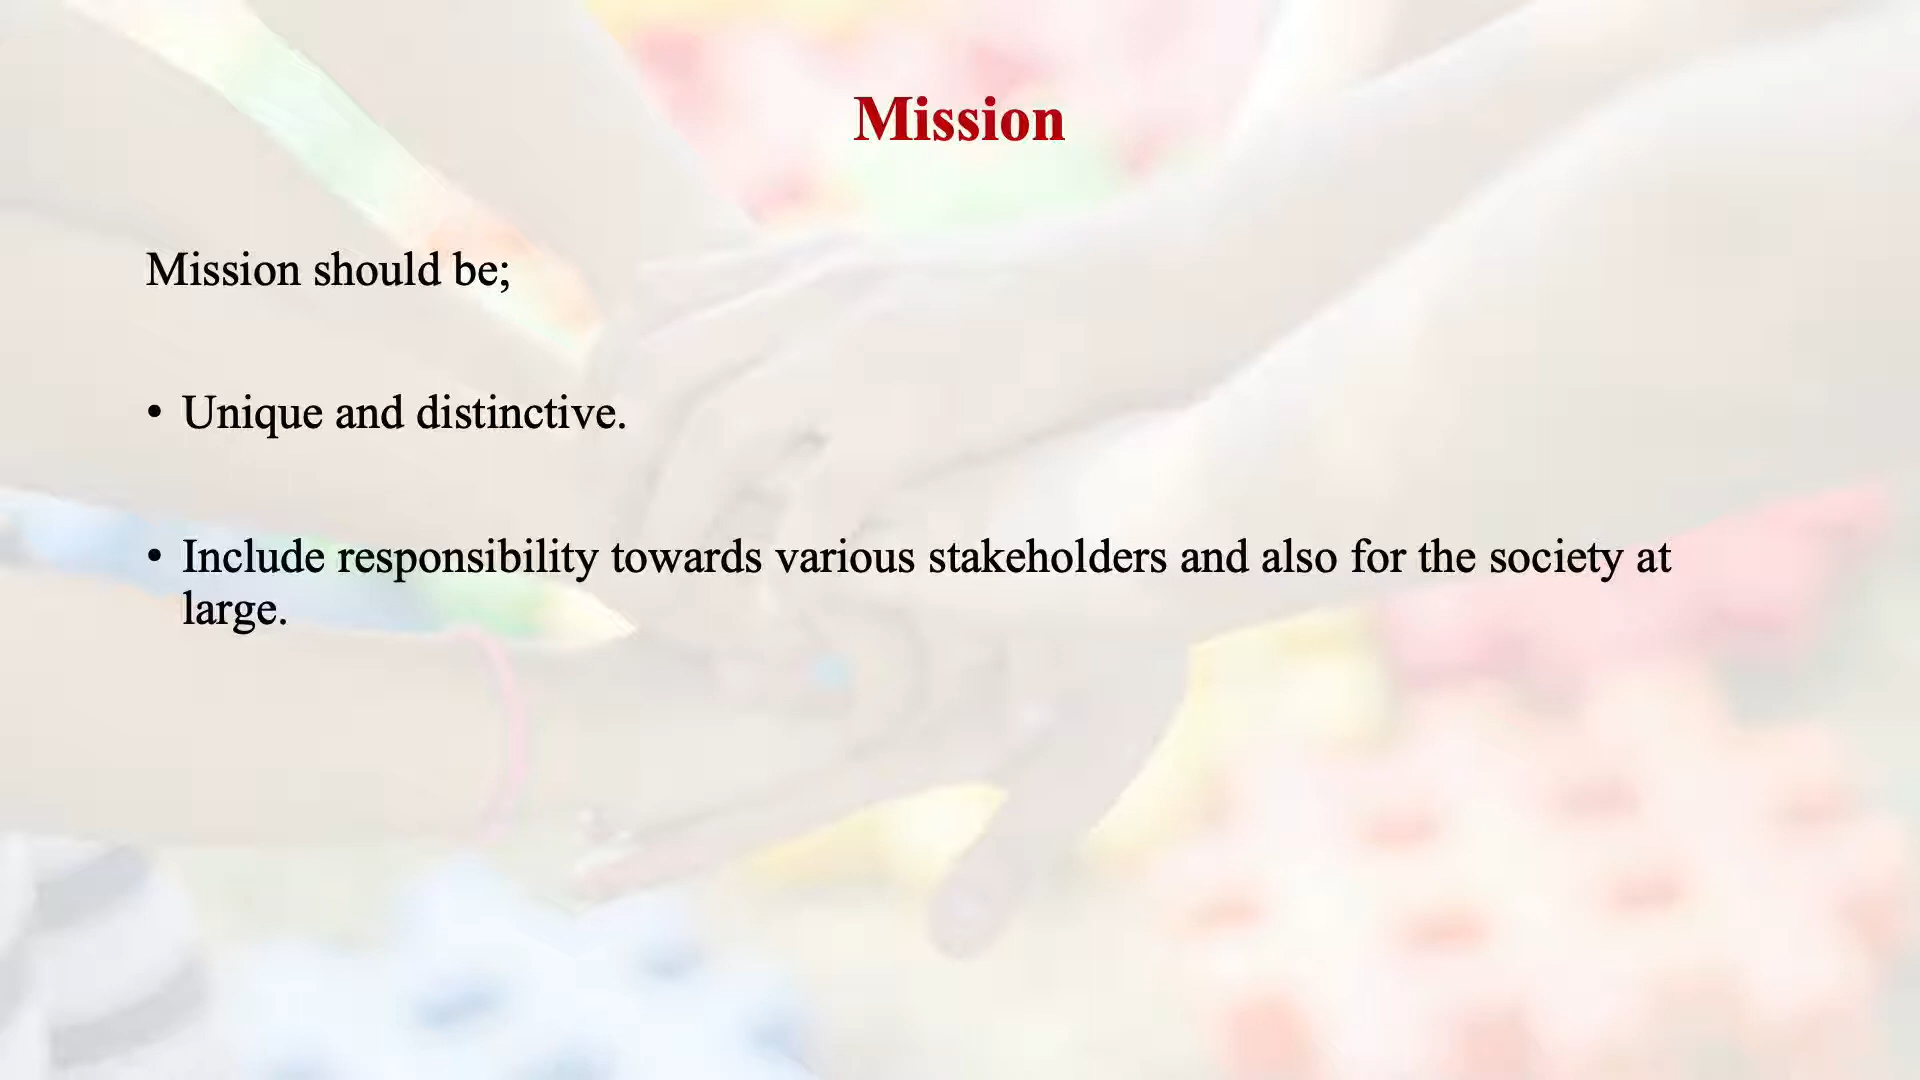 Mission
Mission should be;
• Unique and distinctive.
• Include responsibility towards various stakeholders and also for the society at
large.